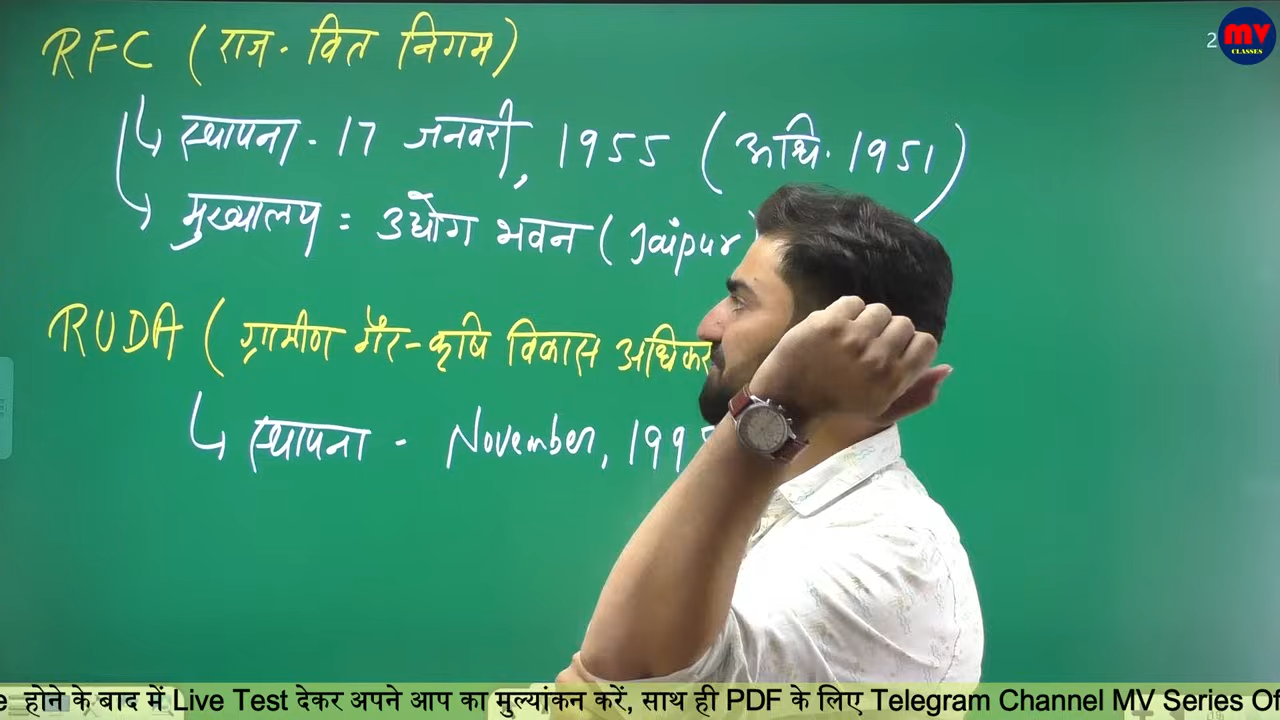 RFC (राज. वित निगम)
MV
CLASSES
स्थापना - 17 जनवरी, 1955 (अधि. 1951)
मुख्यालय = उद्योग भवन (Jaipur)
RUDA (ग्रामीण गैर-कृषि विकास
स्थापना - November, 1995
होने के बाद में Live Test देकर अपने आप का मुल्यांकन करें, साथ ही PDF के लिए Telegram Channel MV Series